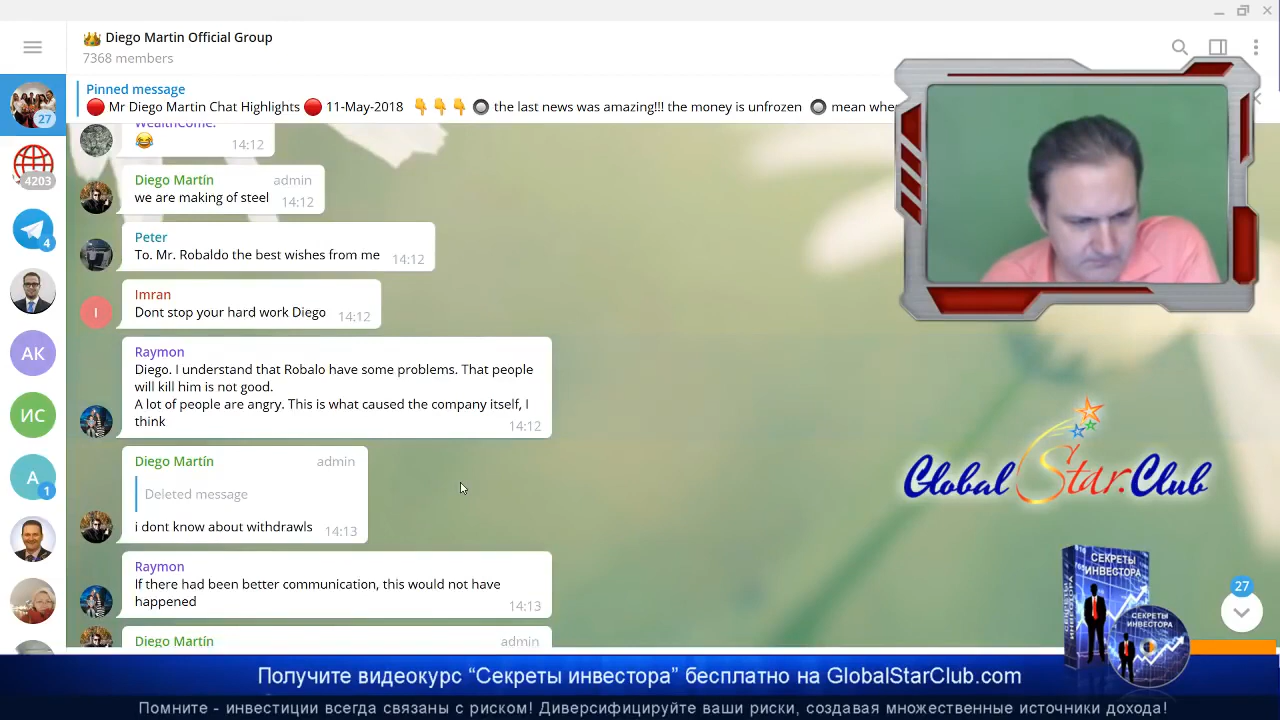 👑 Diego Martin Official Group
7368 members
Pinned message
🔴 Mr Diego Martin Chat Highlights 🔴 11-May-2018 👇👇👇 🔘 the last news was amazing!!! the money is unfrozen 🔘 mean when
27
WealthCome:
😂 14:12
4203
Diego Martín admin
we are making of steel 14:12
4
Peter
To. Mr. Robaldo the best wishes from me 14:12
Imran
I
Dont stop your hard work Diego 14:12
АК
Raymon
Diego. I understand that Robalo have some problems. That people
will kill him is not good.
A lot of people are angry. This is what caused the company itself, I
think 14:12
ИС
Diego Martín admin
Deleted message
i dont know about withdrawls 14:13
A
1
Raymon
If there had been better communication, this would not have
happened 14:13
Diego Martín admin
Global Star.Club
СЕКРЕТЫ
ИНВЕСТОРА
СЕКРЕТЫ
ИНВЕСТОРА
27
Получите видеокурс “Секреты инвестора” бесплатно на GlobalStarClub.com
Помните - инвестиции всегда связаны с риском! Диверсифицируйте ваши риски, создавая множественные источники дохода!